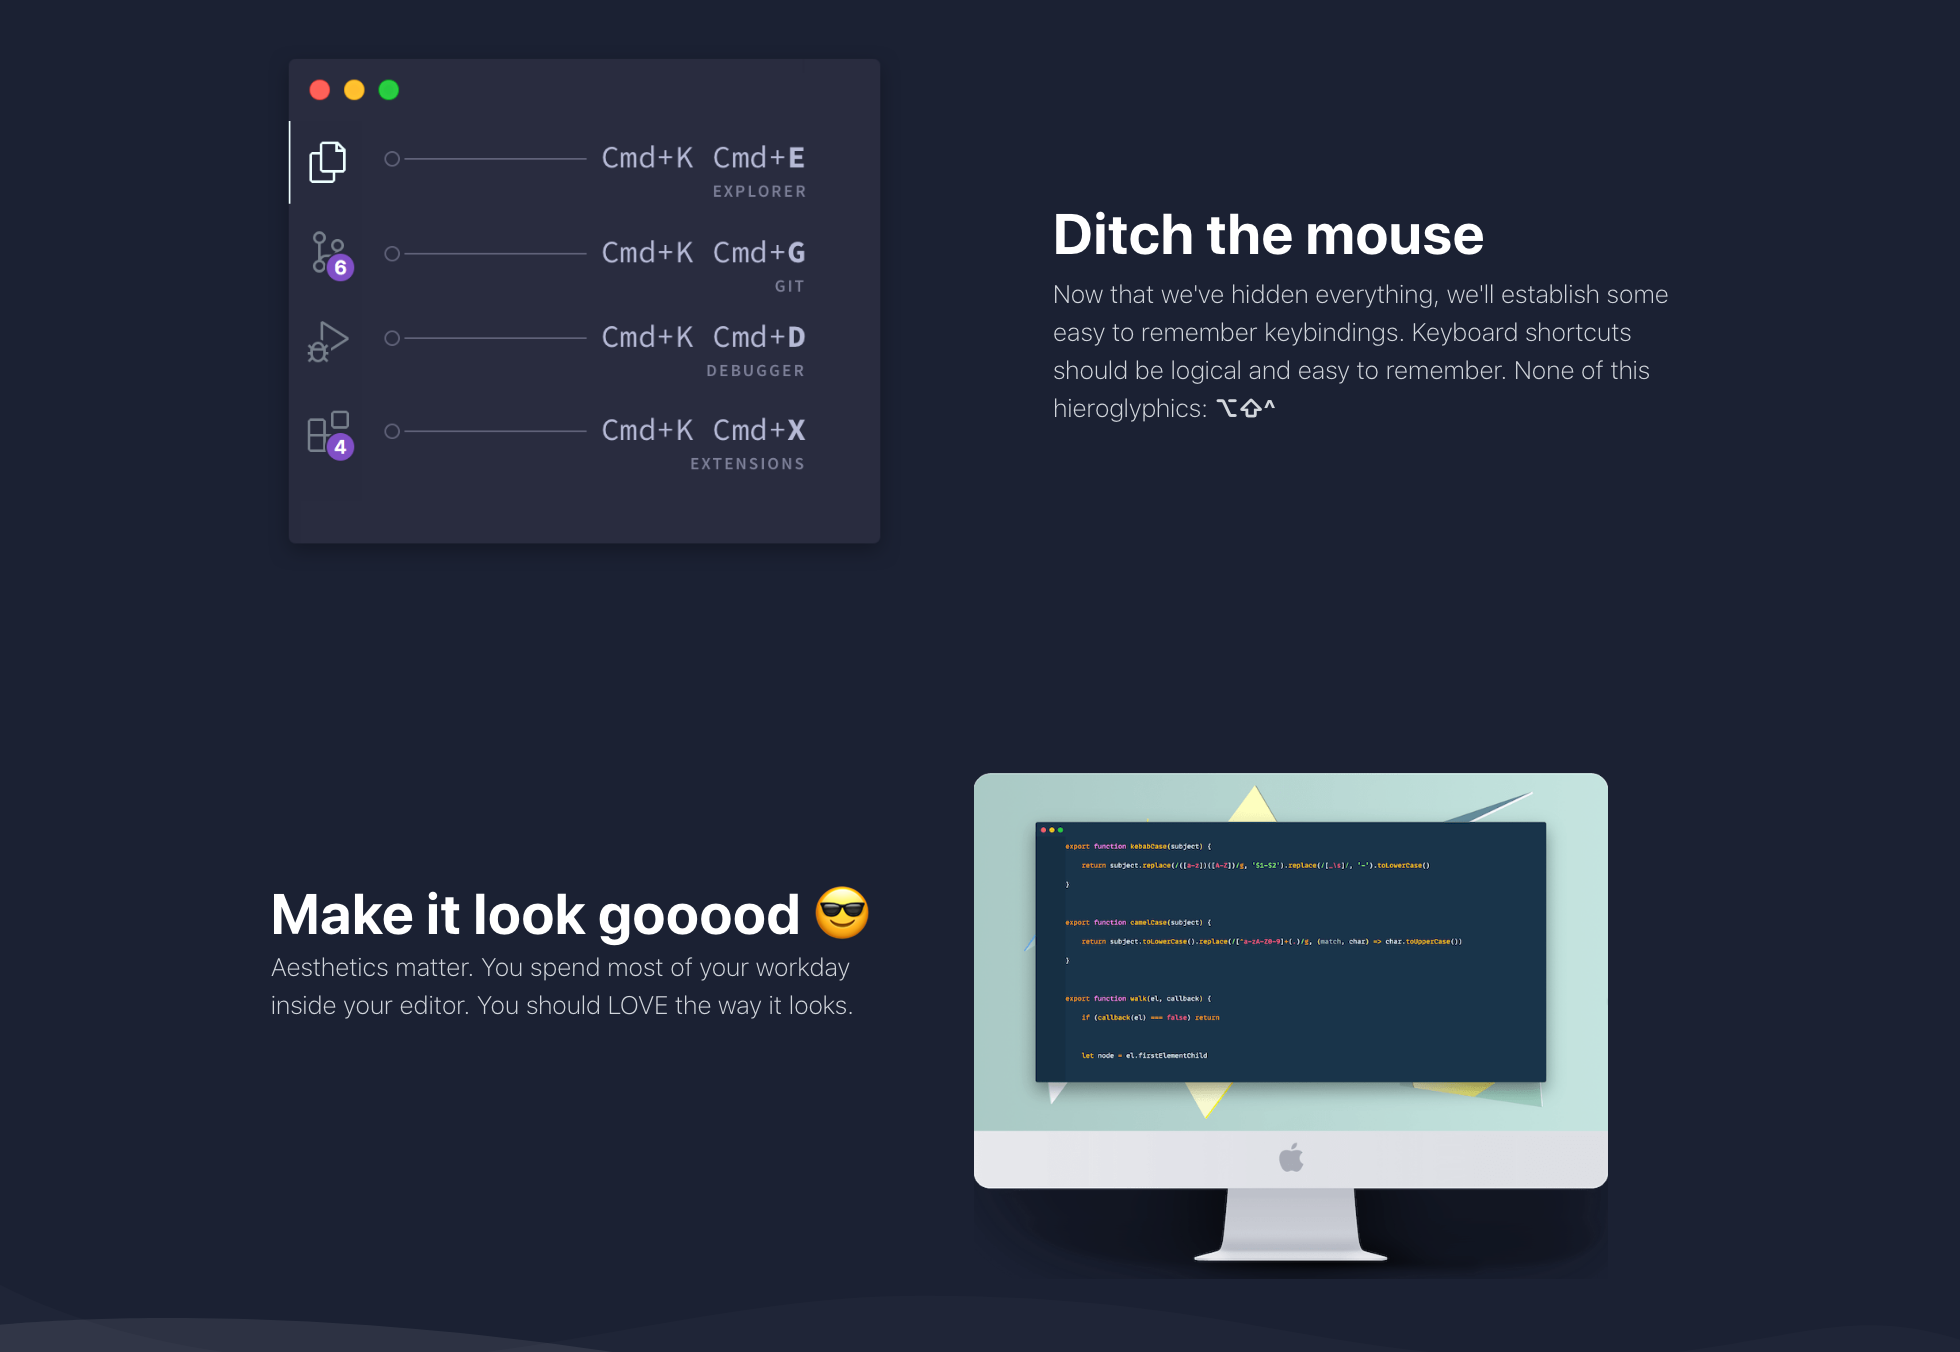 Cmd+K Cmd+E
EXPLORER
6
Cmd+K Cmd+G
GIT
Cmd+K Cmd+D
DEBUGGER
4
Cmd+K Cmd+X
EXTENSIONS
Ditch the mouse
Now that we've hidden everything, we'll establish some
easy to remember keybindings. Keyboard shortcuts
should be logical and easy to remember. None of this
hieroglyphics: ⌥⇧^
Make it look gooood 😎
Aesthetics matter. You spend most of your workday
inside your editor. You should LOVE the way it looks.
export function kebabCase(subject) {
return subject.replace(/([a-z])([A-Z])/g, '$1-$2').replace(/[_\s]/, '-').toLowerCase()
}
export function camelCase(subject) {
return subject.toLowerCase().replace(/[^a-zA-Z0-9]+(.)/g, (match, char) => char.toUpperCase())
}
export function walk(el, callback) {
if (callback(el) === false) return
let node = el.firstElementChild